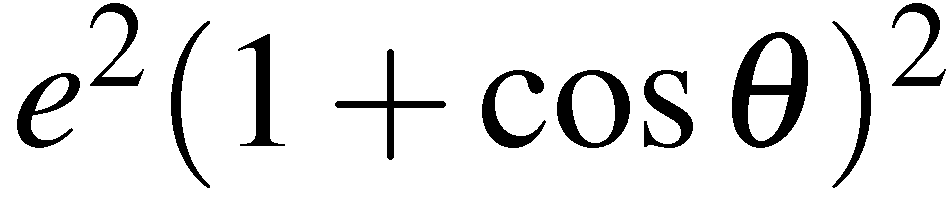 e²(1 + cos θ)²